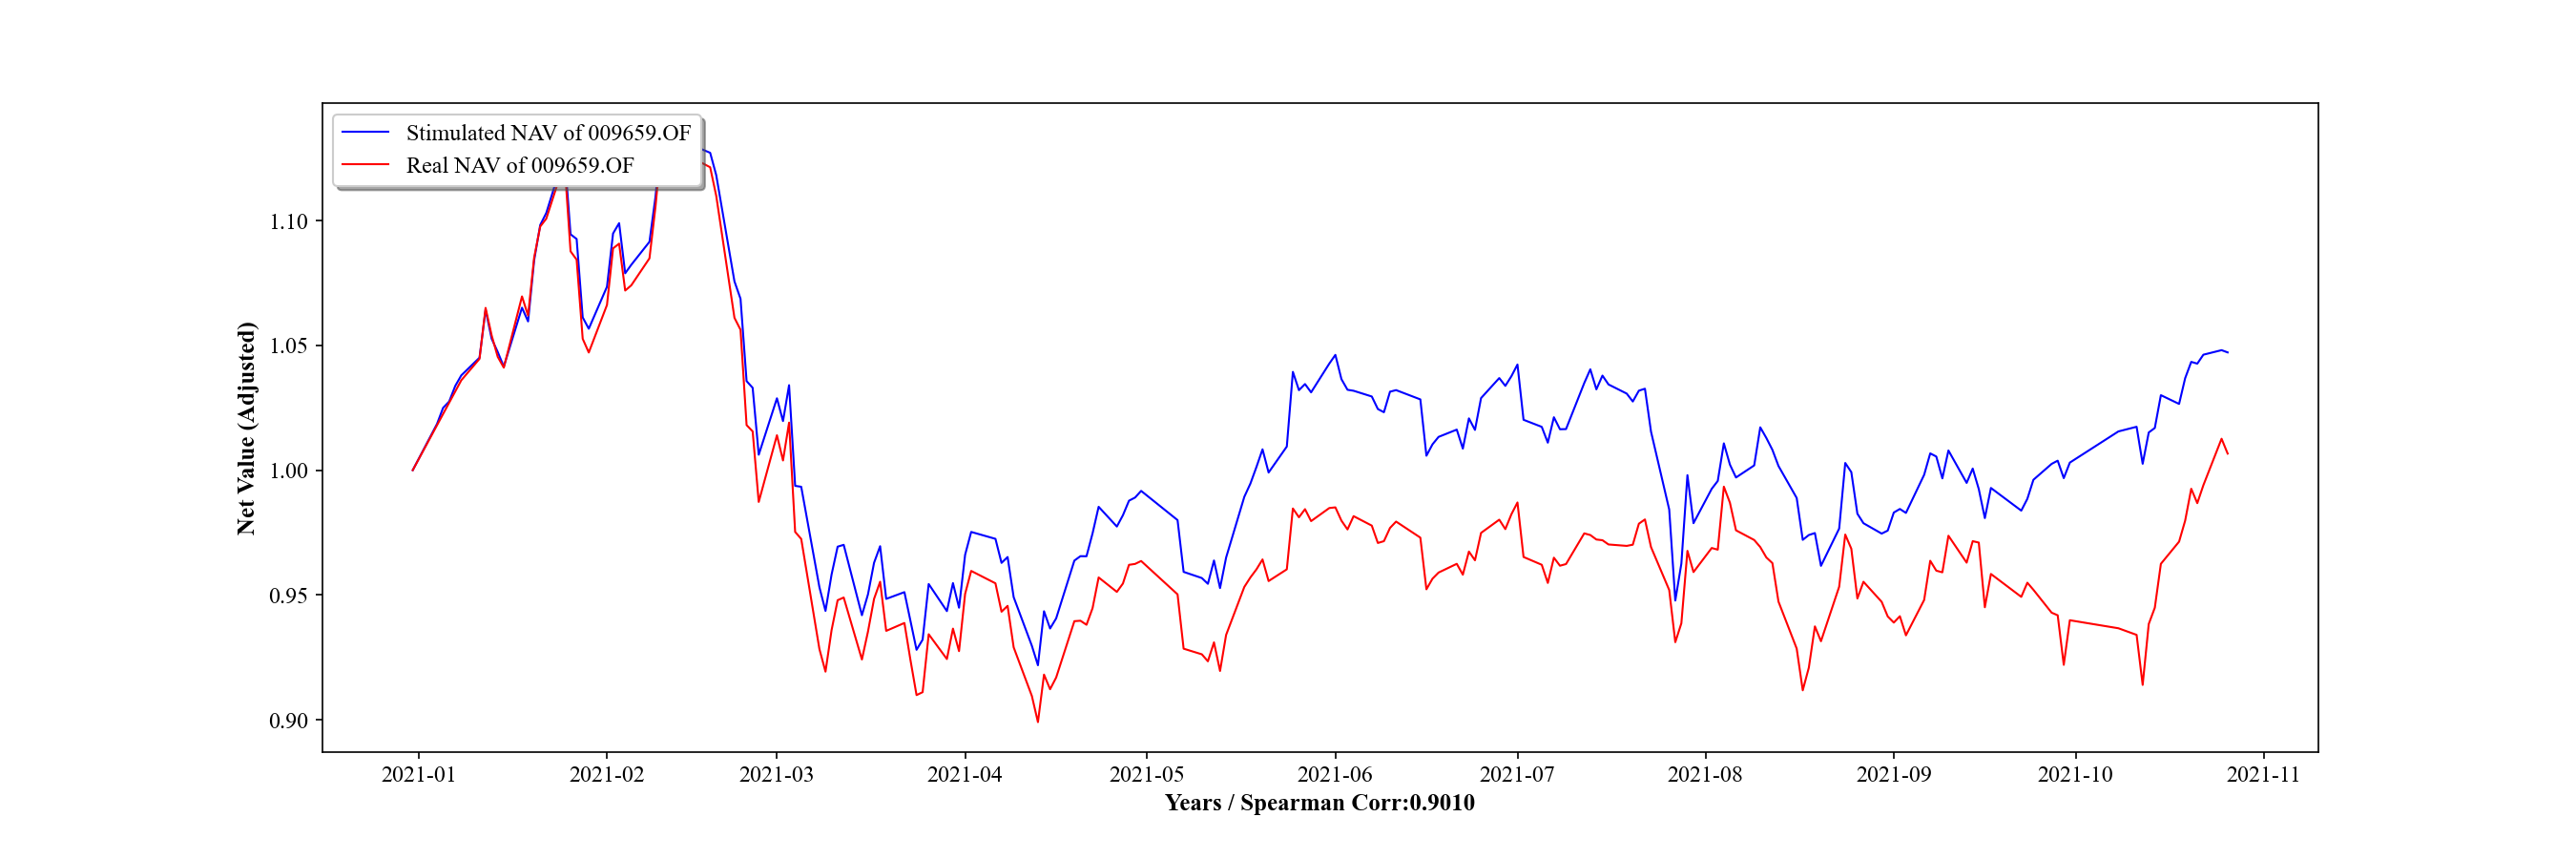 Stimulated NAV of 009659.OF
Real NAV of 009659.OF
Net Value (Adjusted)
1.10
1.05
1.00
0.95
0.90
2021-01 2021-02 2021-03 2021-04 2021-05 2021-06 2021-07 2021-08 2021-09 2021-10 2021-11
Years / Spearman Corr:0.9010